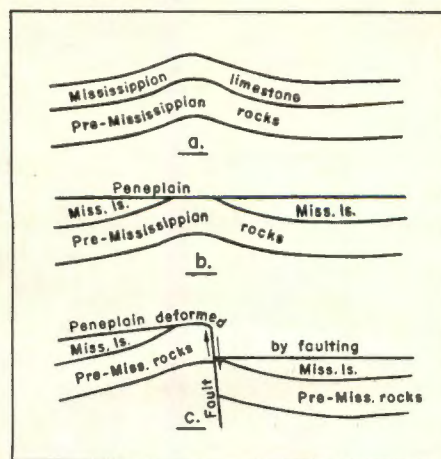 Mississippian limestone
Pre-Mississippian rocks
a.
Peneplain
Miss. ls. Miss. ls.
Pre-Mississippian rocks
b.
Peneplain deformed by faulting
Miss. ls. Miss. ls.
Pre-Miss. rocks Pre-Miss. rocks
Fault
c.